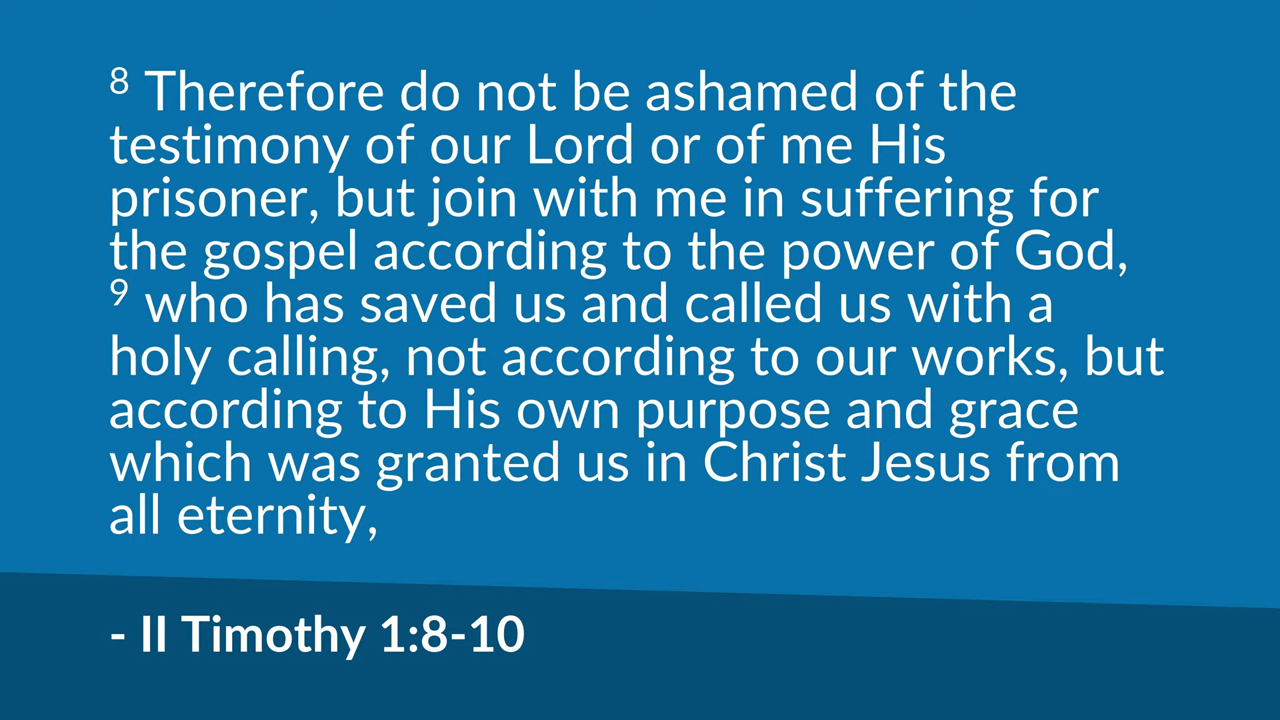 8 Therefore do not be ashamed of the
testimony of our Lord or of me His
prisoner, but join with me in suffering for
the gospel according to the power of God,
9 who has saved us and called us with a
holy calling, not according to our works, but
according to His own purpose and grace
which was granted us in Christ Jesus from
all eternity,
- II Timothy 1:8-10